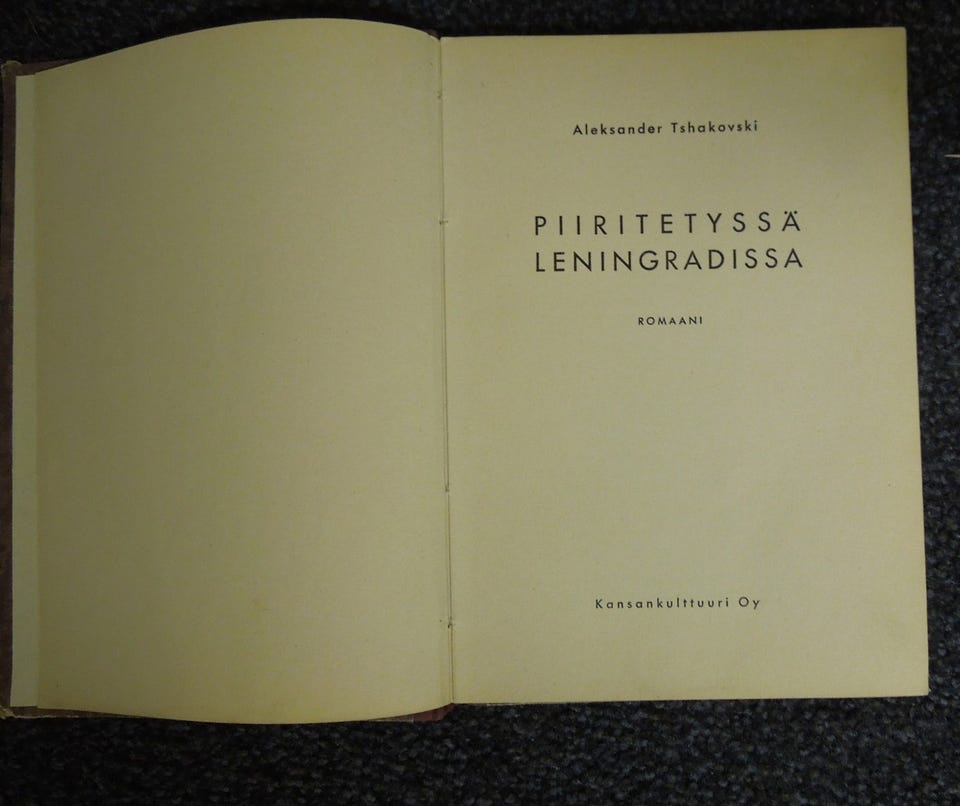 Aleksander Tshakovski
PIIRITETYSSÄ
LENINGRADISSA
ROMAANI
Kansankulttuuri Oy